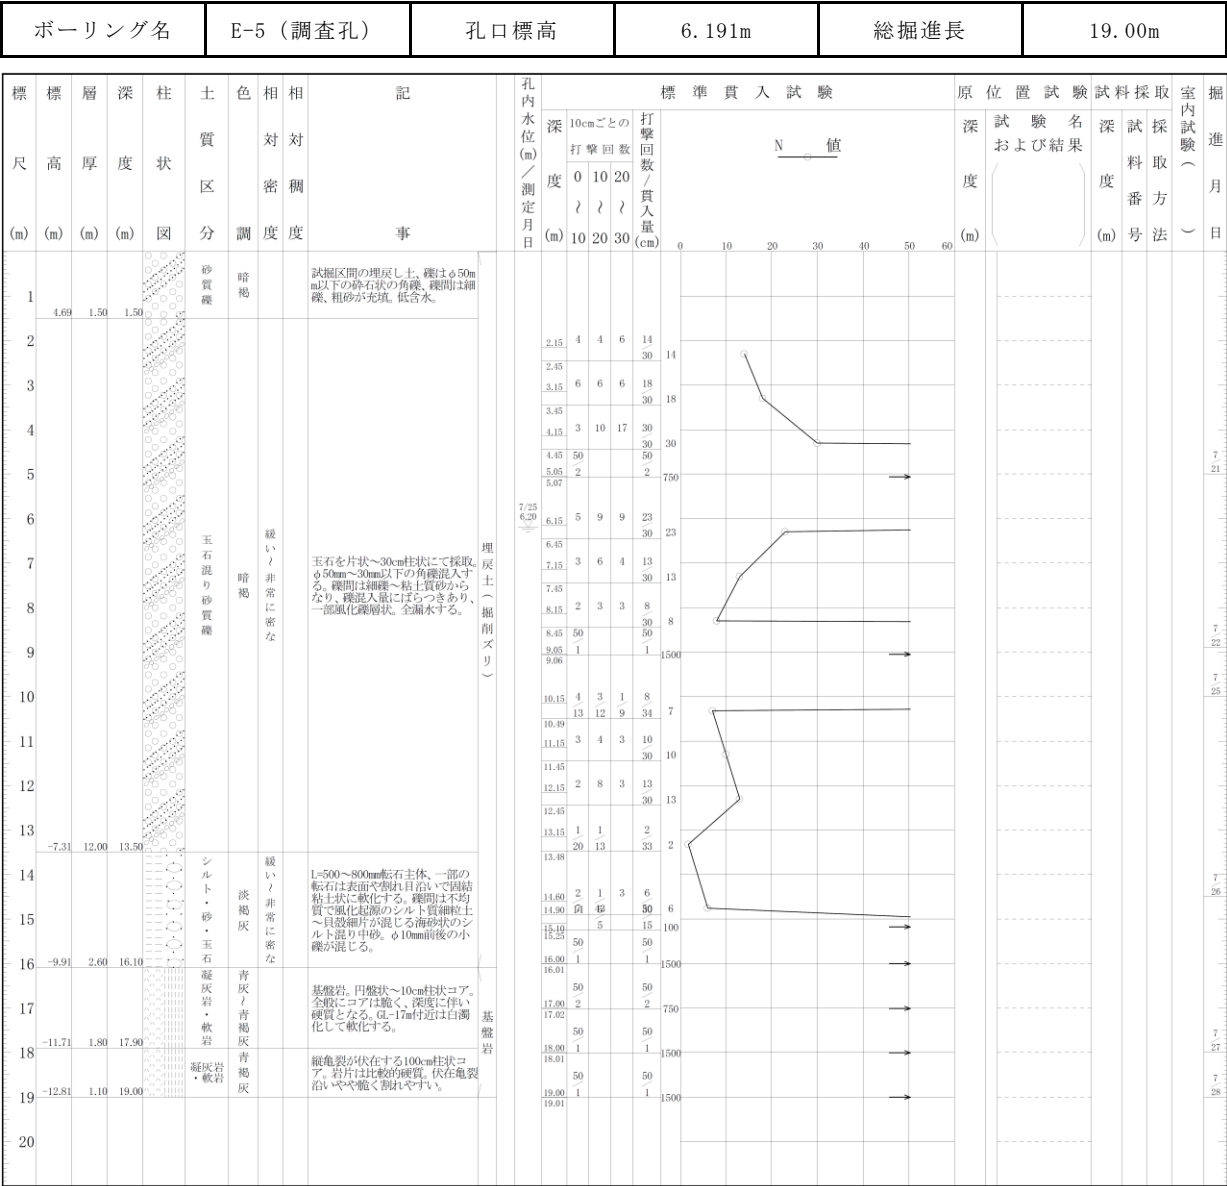 ボーリング名 E-5 (調査孔) 孔口標高 6.191m 総掘進長 19.00m
標尺(m) 標高(m) 層厚(m) 深度(m) 柱状図 土質区分 色調 相対密度 相対稠度 記事
孔内水位(m)/測定月日
標準貫入試験
深度(m) 10cmごとの打撃回数 0〜10 10〜20 20〜30 打撃回数/貫入量(cm)
N 値
0 10 20 30 40 50 60
原位置試験
深度(m) 試験名および結果
試料採取
深度(m) 試料番号 採取方法
室内試験( )
掘進月日
1
2
3
4
5
6
7
8
9
10
11
12
13
14
15
16
17
18
19
20
4.69 1.50 1.50
砂質礫
暗褐
試掘区間の埋戻し土、礫はφ50m
m以下の砕石状の角礫、礫間は細
礫、粗砂が充填。低含水。
-7.31 12.00 13.50
玉石混り砂質礫
暗褐
緩い〜非常に密な
玉石を片状〜30cm柱状にて採取。
φ50mm〜30mm以下の角礫混入す
る。礫間は細礫〜粘土質砂から
なり、礫混入量にばらつきあり、
一部風化礫層状。全漏水する。
埋戻土(掘削ズリ)
-9.91 2.60 16.10
シルト・砂・玉石
淡褐灰
緩い〜非常に密な
L=500〜800mm転石主体、一部の
転石は表面や割れ目沿いで固結
粘土状に軟化する。礫間は不均
質で風化起源のシルト質細粒土
〜貝殻細片が混じる海砂状のシ
ルト混り中砂。φ10mm前後の小
礫が混じる。
-11.71 1.80 17.90
凝灰岩・軟岩
青灰〜青褐灰
基盤岩。円盤状〜10cm柱状コア。
全般にコアは脆く、深度に伴い
硬質となる。GL-17m付近は白濁
化して軟化する。
基盤岩
-12.81 1.10 19.00
凝灰岩・軟岩
青褐灰
縦亀裂が伏在する100cm柱状コ
ア。岩片は比較的硬質。伏在亀裂
沿いやや脆く割れやすい。
7/25
6.20
2.15 4 4 6 14/30 14
2.45
3.15 6 6 6 18/30 18
3.45
4.15 3 10 17 30/30 30
4.45
5.05 50/2 50/2 750
5.07
6.15 5 9 9 23/30 23
6.45
7.15 3 6 4 13/30 13
7.45
8.15 2 3 3 8/30 8
8.45
9.05 50/1 50/1 1500
9.06
10.15 4/13 3/12 1/9 8/34 7
10.49
11.15 3 4 3 10/30 10
11.45
12.15 2 8 3 13/30 13
12.45
13.15 1/20 1/13 2/33 2
13.48
14.60 2 1 3 6 6
14.90
15.10 5 15 100
15.25
16.00 50/1 50/1 1500
16.01
17.00 50/2 50/2 750
17.02
18.00 50/1 50/1 1500
18.01
19.00 50/1 50/1 1500
19.01
7/21
7/22
7/25
7/26
7/27
7/28